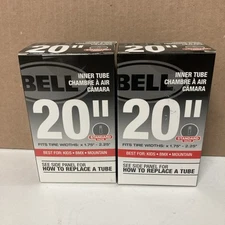 BELL
INNER TUBE
CHAMBRE À AIR
CÁMARA
20"
FITS TIRE WIDTHS: 1.75" - 2.25"
BEST FOR KIDS • BMX • MOUNTAIN
SEE SIDE PANEL FOR
HOW TO REPLACE A TUBE
BELL
INNER TUBE
CHAMBRE À AIR
CÁMARA
20"
FITS TIRE WIDTHS: 1.75" - 2.25"
BEST FOR KIDS • BMX • MOUNTAIN
SEE SIDE PANEL FOR
HOW TO REPLACE A TUBE